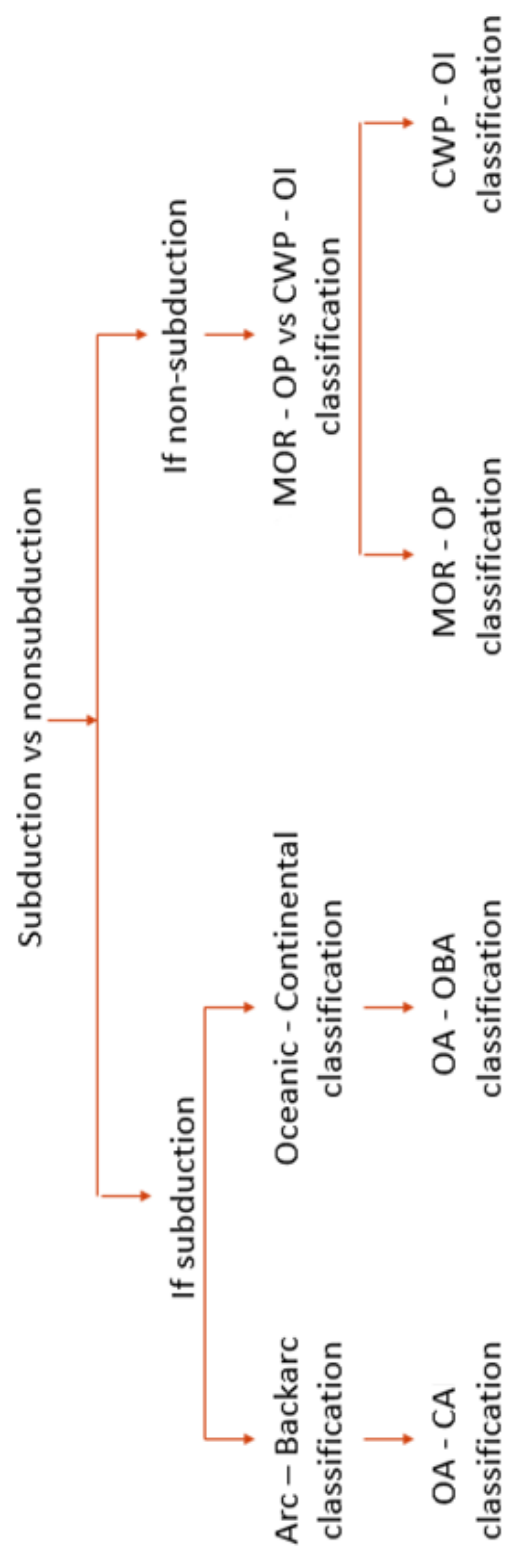 Subduction vs nonsubduction
If subduction
If non-subduction
Arc – Backarc
classification
Oceanic - Continental
classification
MOR - OP vs CWP - OI
classification
OA - CA
classification
OA - OBA
classification
MOR - OP
classification
CWP - OI
classification